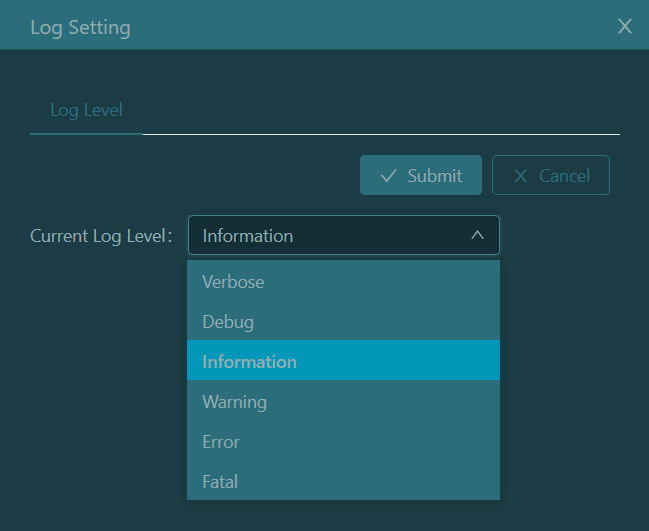 Log Setting
Log Level
Submit
Cancel
Current Log Level:
Information
Verbose
Debug
Information
Warning
Error
Fatal